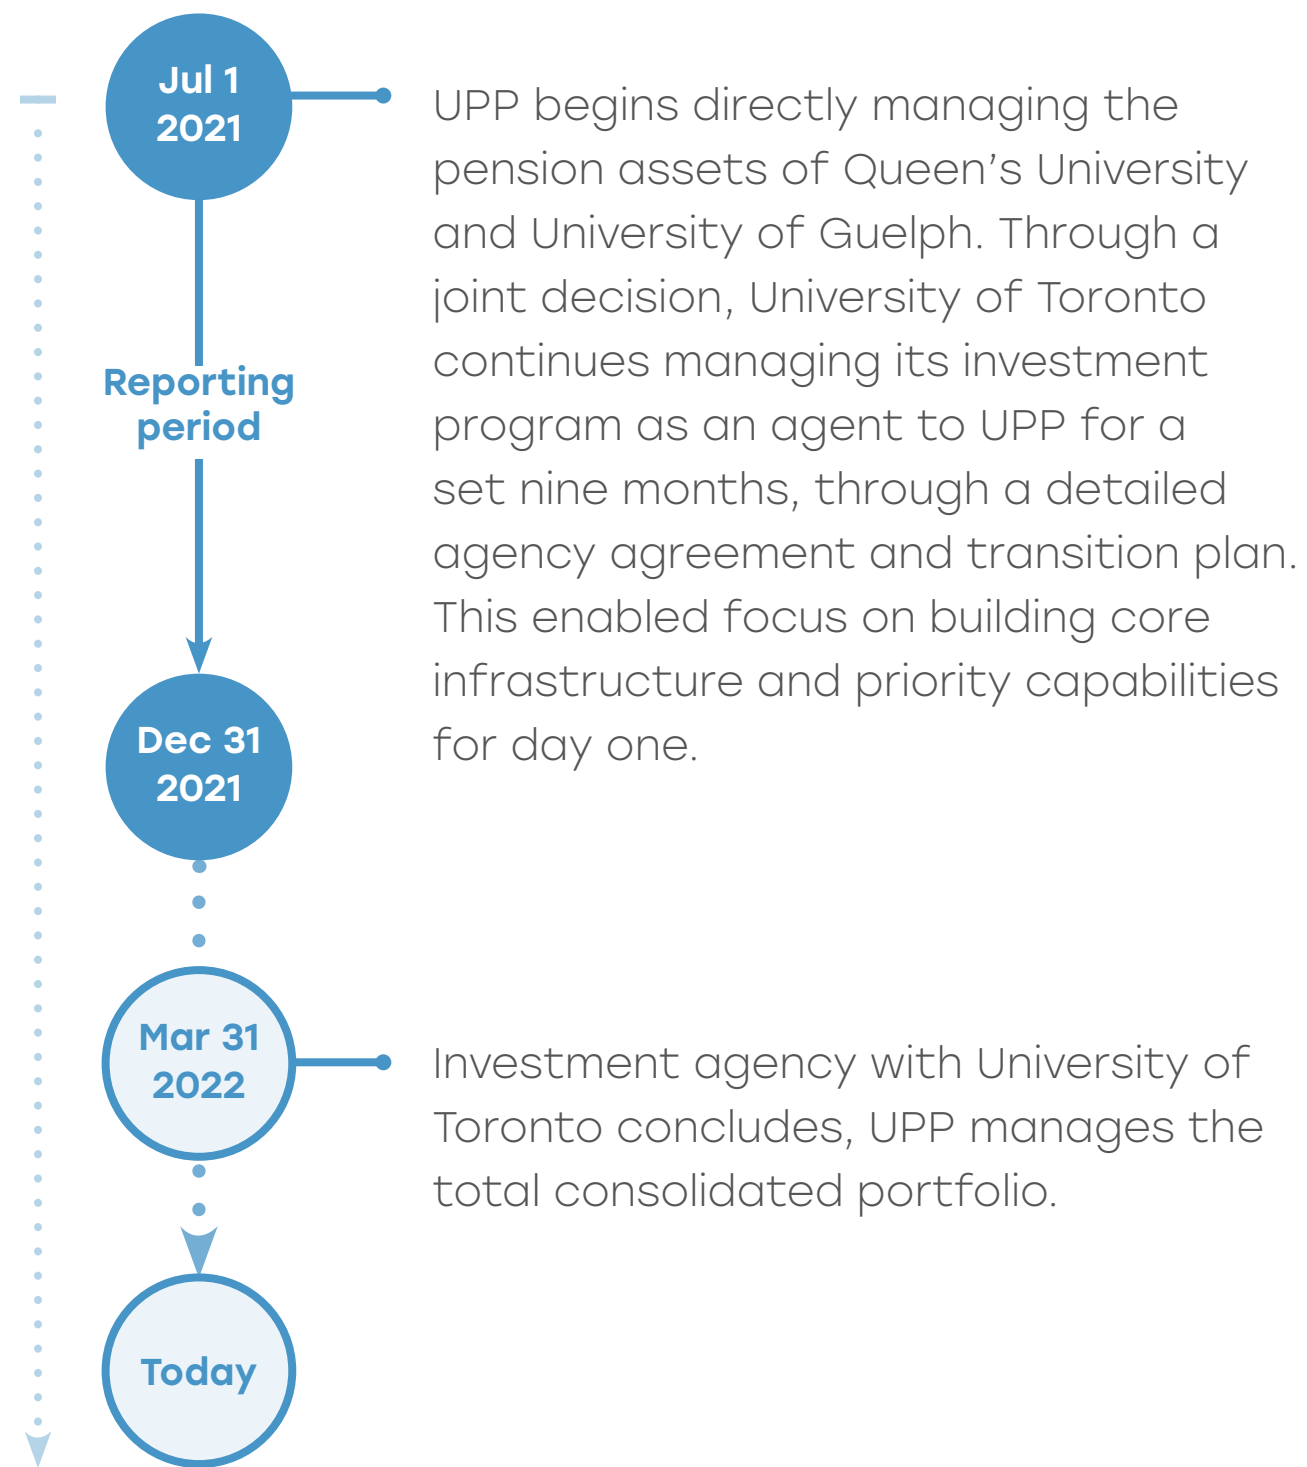 Jul 1
2021
UPP begins directly managing the
pension assets of Queen’s University
and University of Guelph. Through a
joint decision, University of Toronto
continues managing its investment
program as an agent to UPP for a
set nine months, through a detailed
agency agreement and transition plan.
This enabled focus on building core
infrastructure and priority capabilities
for day one.
Reporting
period
Dec 31
2021
Mar 31
2022
Investment agency with University of
Toronto concludes, UPP manages the
total consolidated portfolio.
Today